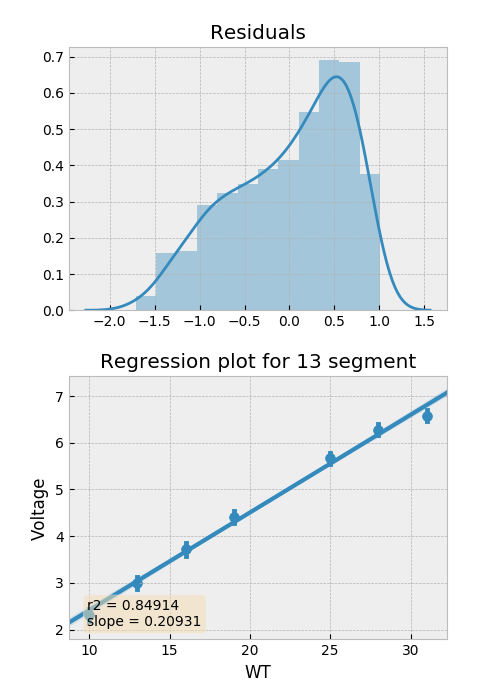 Residuals
0.7
0.6
0.5
0.4
0.3
0.2
0.1
0.0
−2.0 −1.5 −1.0 −0.5 0.0 0.5 1.0 1.5
Regression plot for 13 segment
7
6
5
4
3
2
Voltage
r2 = 0.84914
slope = 0.20931
10 15 20 25 30
WT